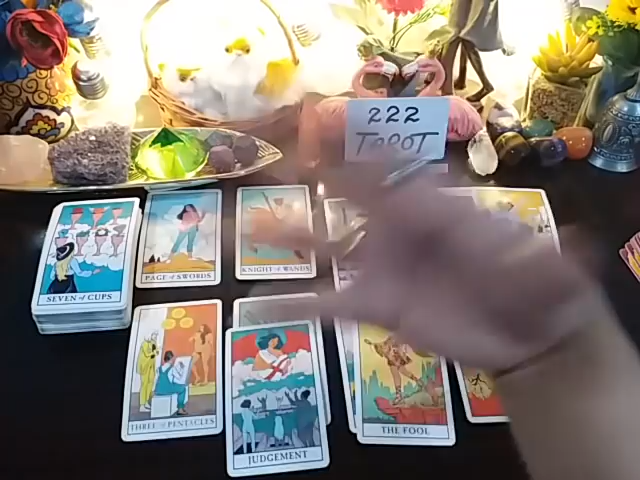 222
TAROT
SEVEN of CUPS
PAGE of SWORDS
KNIGHT of WANDS
THREE of PENTACLES
JUDGEMENT
THE FOOL